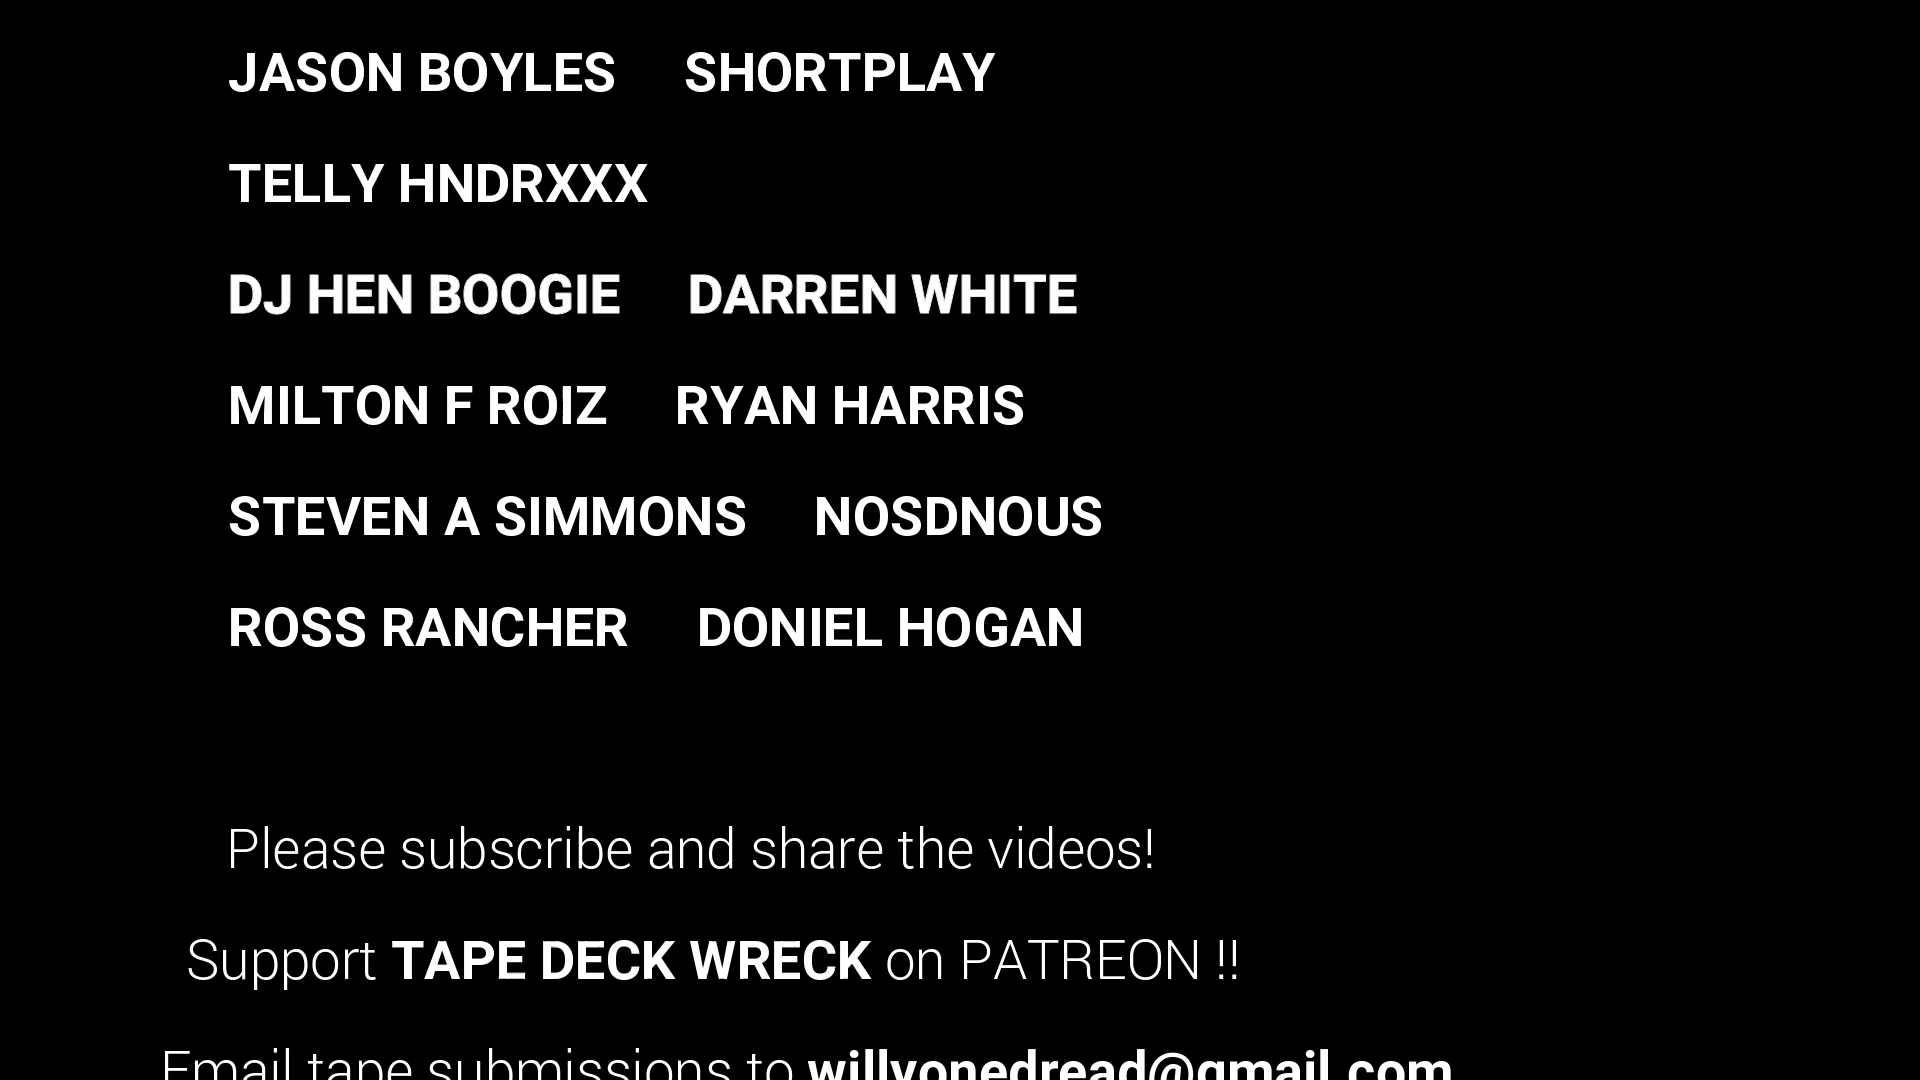 JASON BOYLES SHORTPLAY
TELLY HNDRXXX
DJ HEN BOOGIE DARREN WHITE
MILTON F ROIZ RYAN HARRIS
STEVEN A SIMMONS NOSDNOUS
ROSS RANCHER DONIEL HOGAN
Please subscribe and share the videos!
Support TAPE DECK WRECK on PATREON !!
Email tape submissions to willyonedread@gmail.com